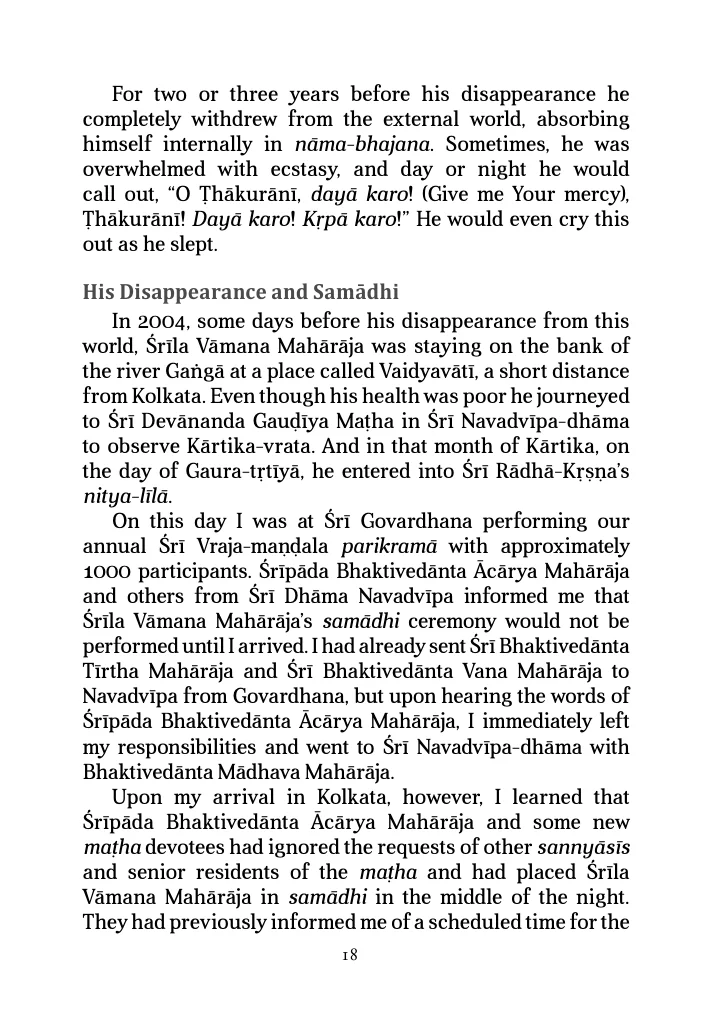 For two or three years before his disappearance he
completely withdrew from the external world, absorbing
himself internally in nāma-bhajana. Sometimes, he was
overwhelmed with ecstasy, and day or night he would
call out, “O Ṭhākurānī, dayā karo! (Give me Your mercy),
Ṭhākurānī! Dayā karo! Kṛpā karo!” He would even cry this
out as he slept.
His Disappearance and Samādhi
In 2004, some days before his disappearance from this
world, Śrīla Vāmana Mahārāja was staying on the bank of
the river Gaṅgā at a place called Vaidyavātī, a short distance
from Kolkata. Even though his health was poor he journeyed
to Śrī Devānanda Gauḍīya Maṭha in Śrī Navadvīpa-dhāma
to observe Kārtika-vrata. And in that month of Kārtika, on
the day of Gaura-tṛtīyā, he entered into Śrī Rādhā-Kṛṣṇa’s
nitya-līlā.
On this day I was at Śrī Govardhana performing our
annual Śrī Vraja-maṇḍala parikramā with approximately
1000 participants. Śrīpāda Bhaktivedānta Ācārya Mahārāja
and others from Śrī Dhāma Navadvīpa informed me that
Śrīla Vāmana Mahārāja’s samādhi ceremony would not be
performed until I arrived. I had already sent Śrī Bhaktivedānta
Tīrtha Mahārāja and Śrī Bhaktivedānta Vana Mahārāja to
Navadvīpa from Govardhana, but upon hearing the words of
Śrīpāda Bhaktivedānta Ācārya Mahārāja, I immediately left
my responsibilities and went to Śrī Navadvīpa-dhāma with
Bhaktivedānta Mādhava Mahārāja.
Upon my arrival in Kolkata, however, I learned that
Śrīpāda Bhaktivedānta Ācārya Mahārāja and some new
maṭha devotees had ignored the requests of other sannyāsīs
and senior residents of the maṭha and had placed Śrīla
Vāmana Mahārāja in samādhi in the middle of the night.
They had previously informed me of a scheduled time for the
18